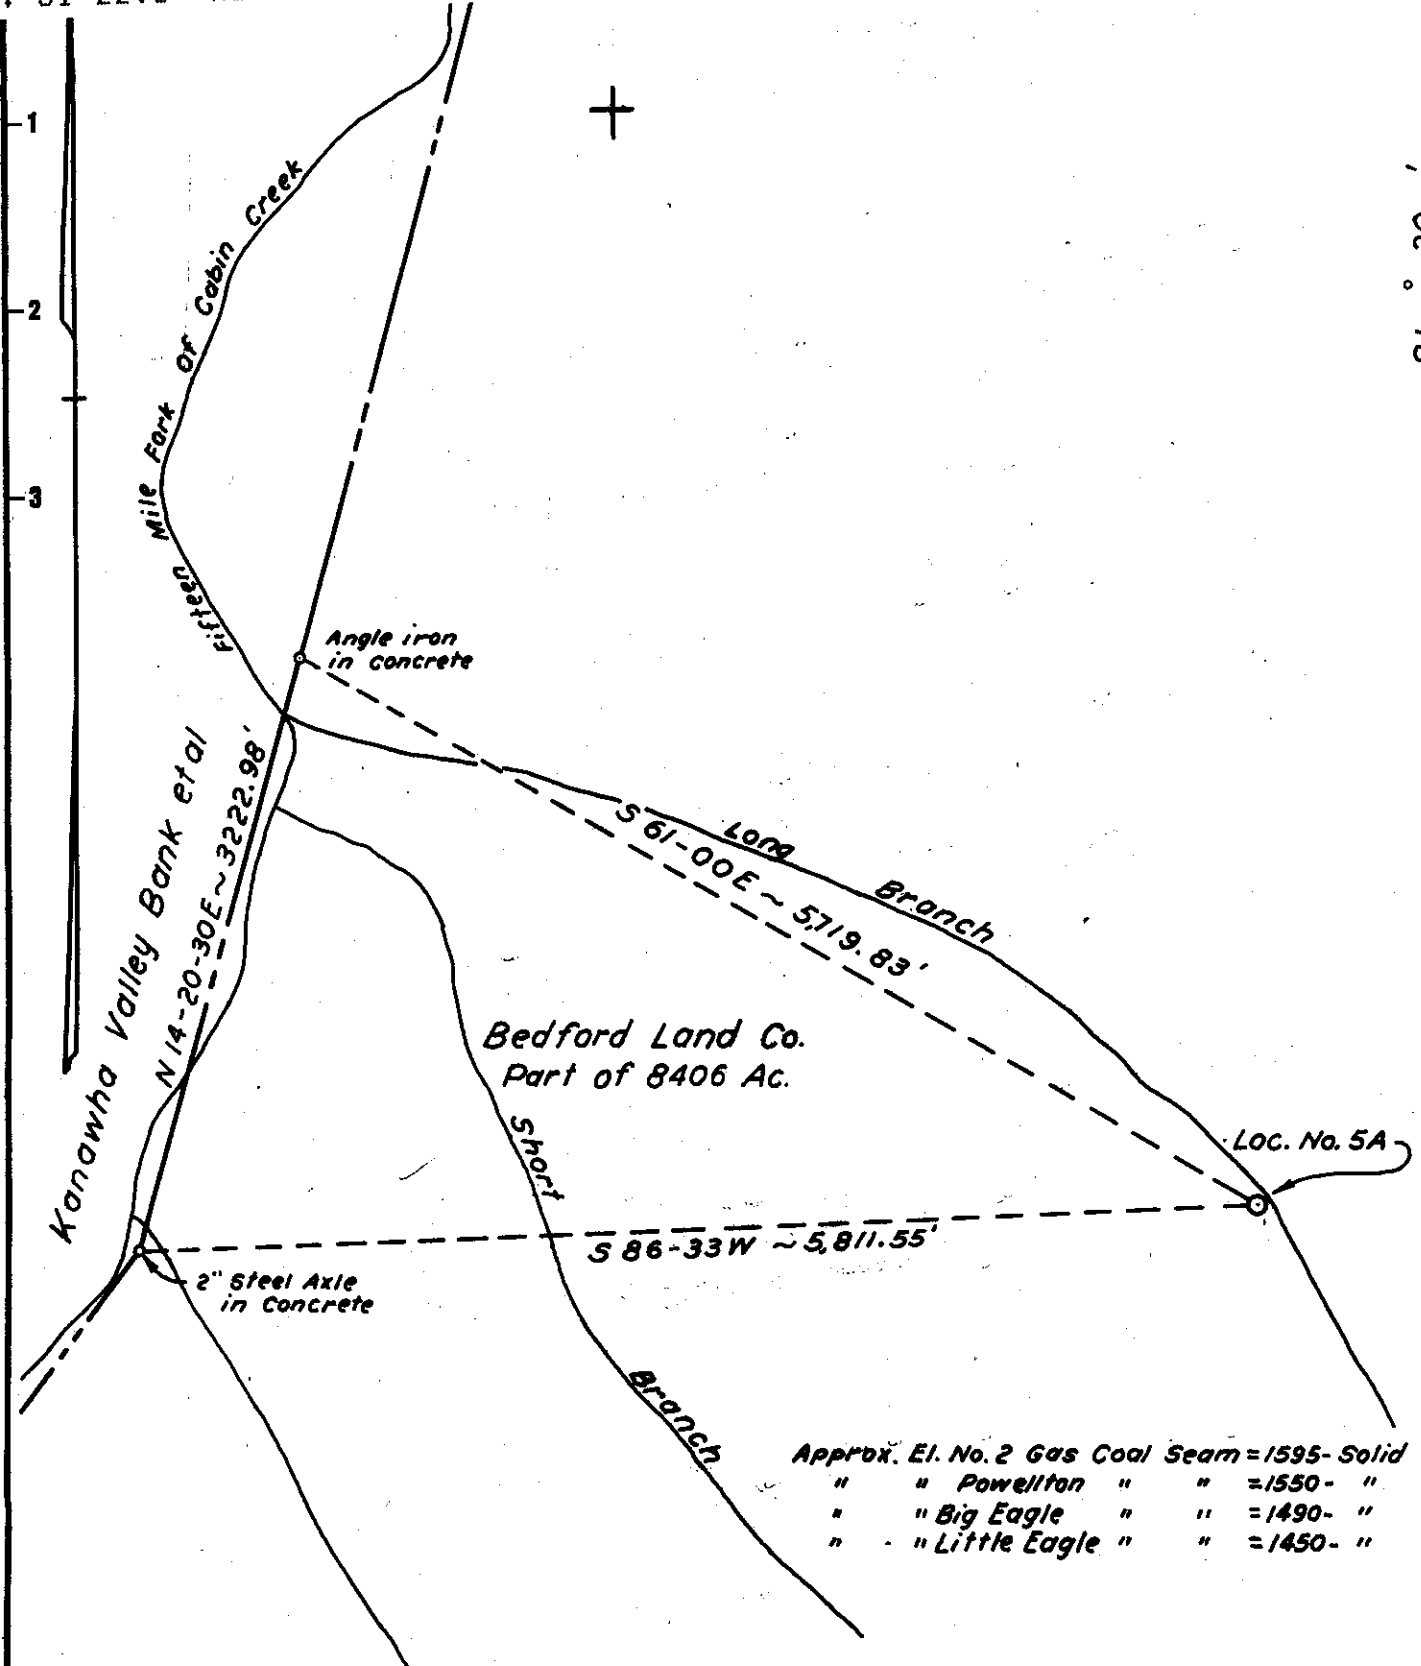 1
2
3
Fifteen Mile Fork Of Cabin Creek
Angle iron
in concrete
Kanawha Valley Bank et al
N 14-20-30E ~ 3222.98'
S 61-00E ~ 5,719.83'
Long Branch
Bedford Land Co.
Part of 8406 Ac.
Short Branch
Loc. No. 5A
S 86-33W ~ 5,811.55'
2" Steel Axle
in concrete
Approx. El. No. 2 Gas Coal Seam = 1595- Solid
" " Powellton " " = 1550- "
" " Big Eagle " " = 1490- "
" " Little Eagle " " = 1450- "